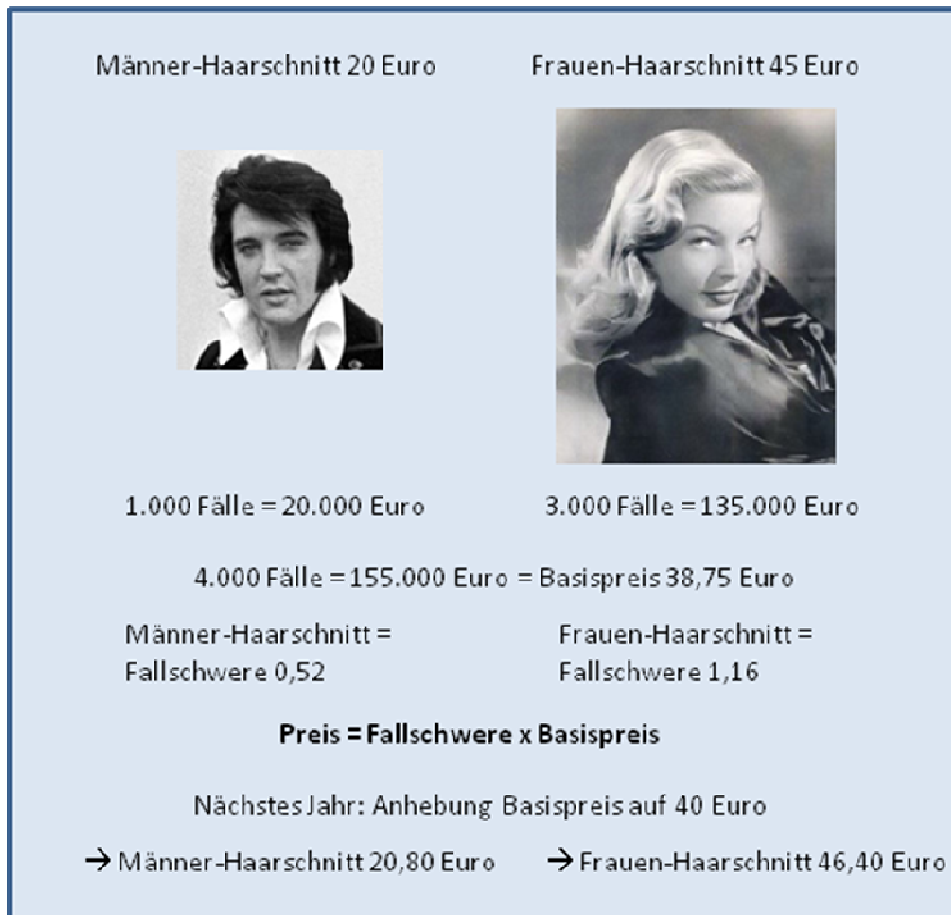 Männer-Haarschnitt 20 Euro
Frauen-Haarschnitt 45 Euro
1.000 Fälle = 20.000 Euro
3.000 Fälle = 135.000 Euro
4.000 Fälle = 155.000 Euro = Basispreis 38,75 Euro
Männer-Haarschnitt =
Fallschwere 0,52
Frauen-Haarschnitt =
Fallschwere 1,16
Preis = Fallschwere x Basispreis
Nächstes Jahr: Anhebung Basispreis auf 40 Euro
→ Männer-Haarschnitt 20,80 Euro
→ Frauen-Haarschnitt 46,40 Euro